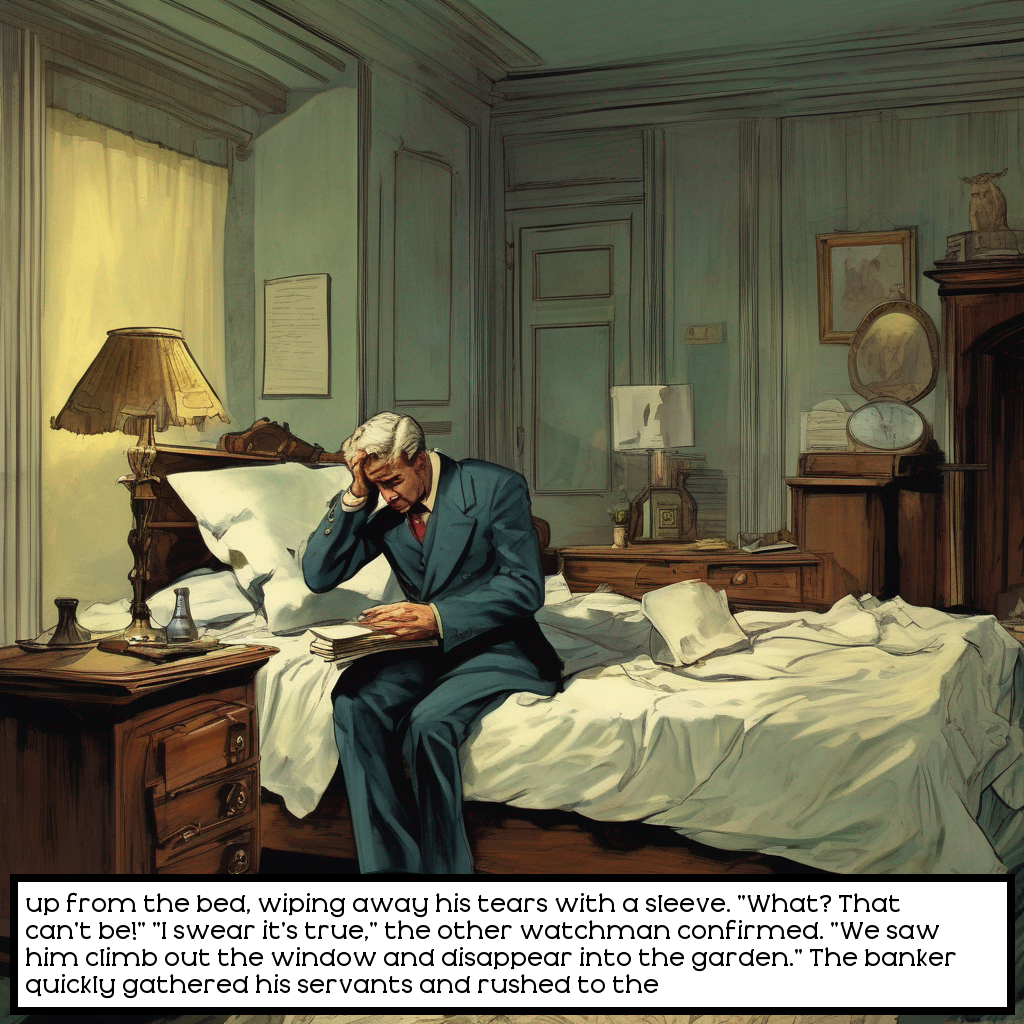 up from the bed, wiping away his tears with a sleeve. "What? That
can't be!" "I swear it's true," the other watchman confirmed. "We saw
him climb out the window and disappear into the garden." The banker
quickly gathered his servants and rushed to the